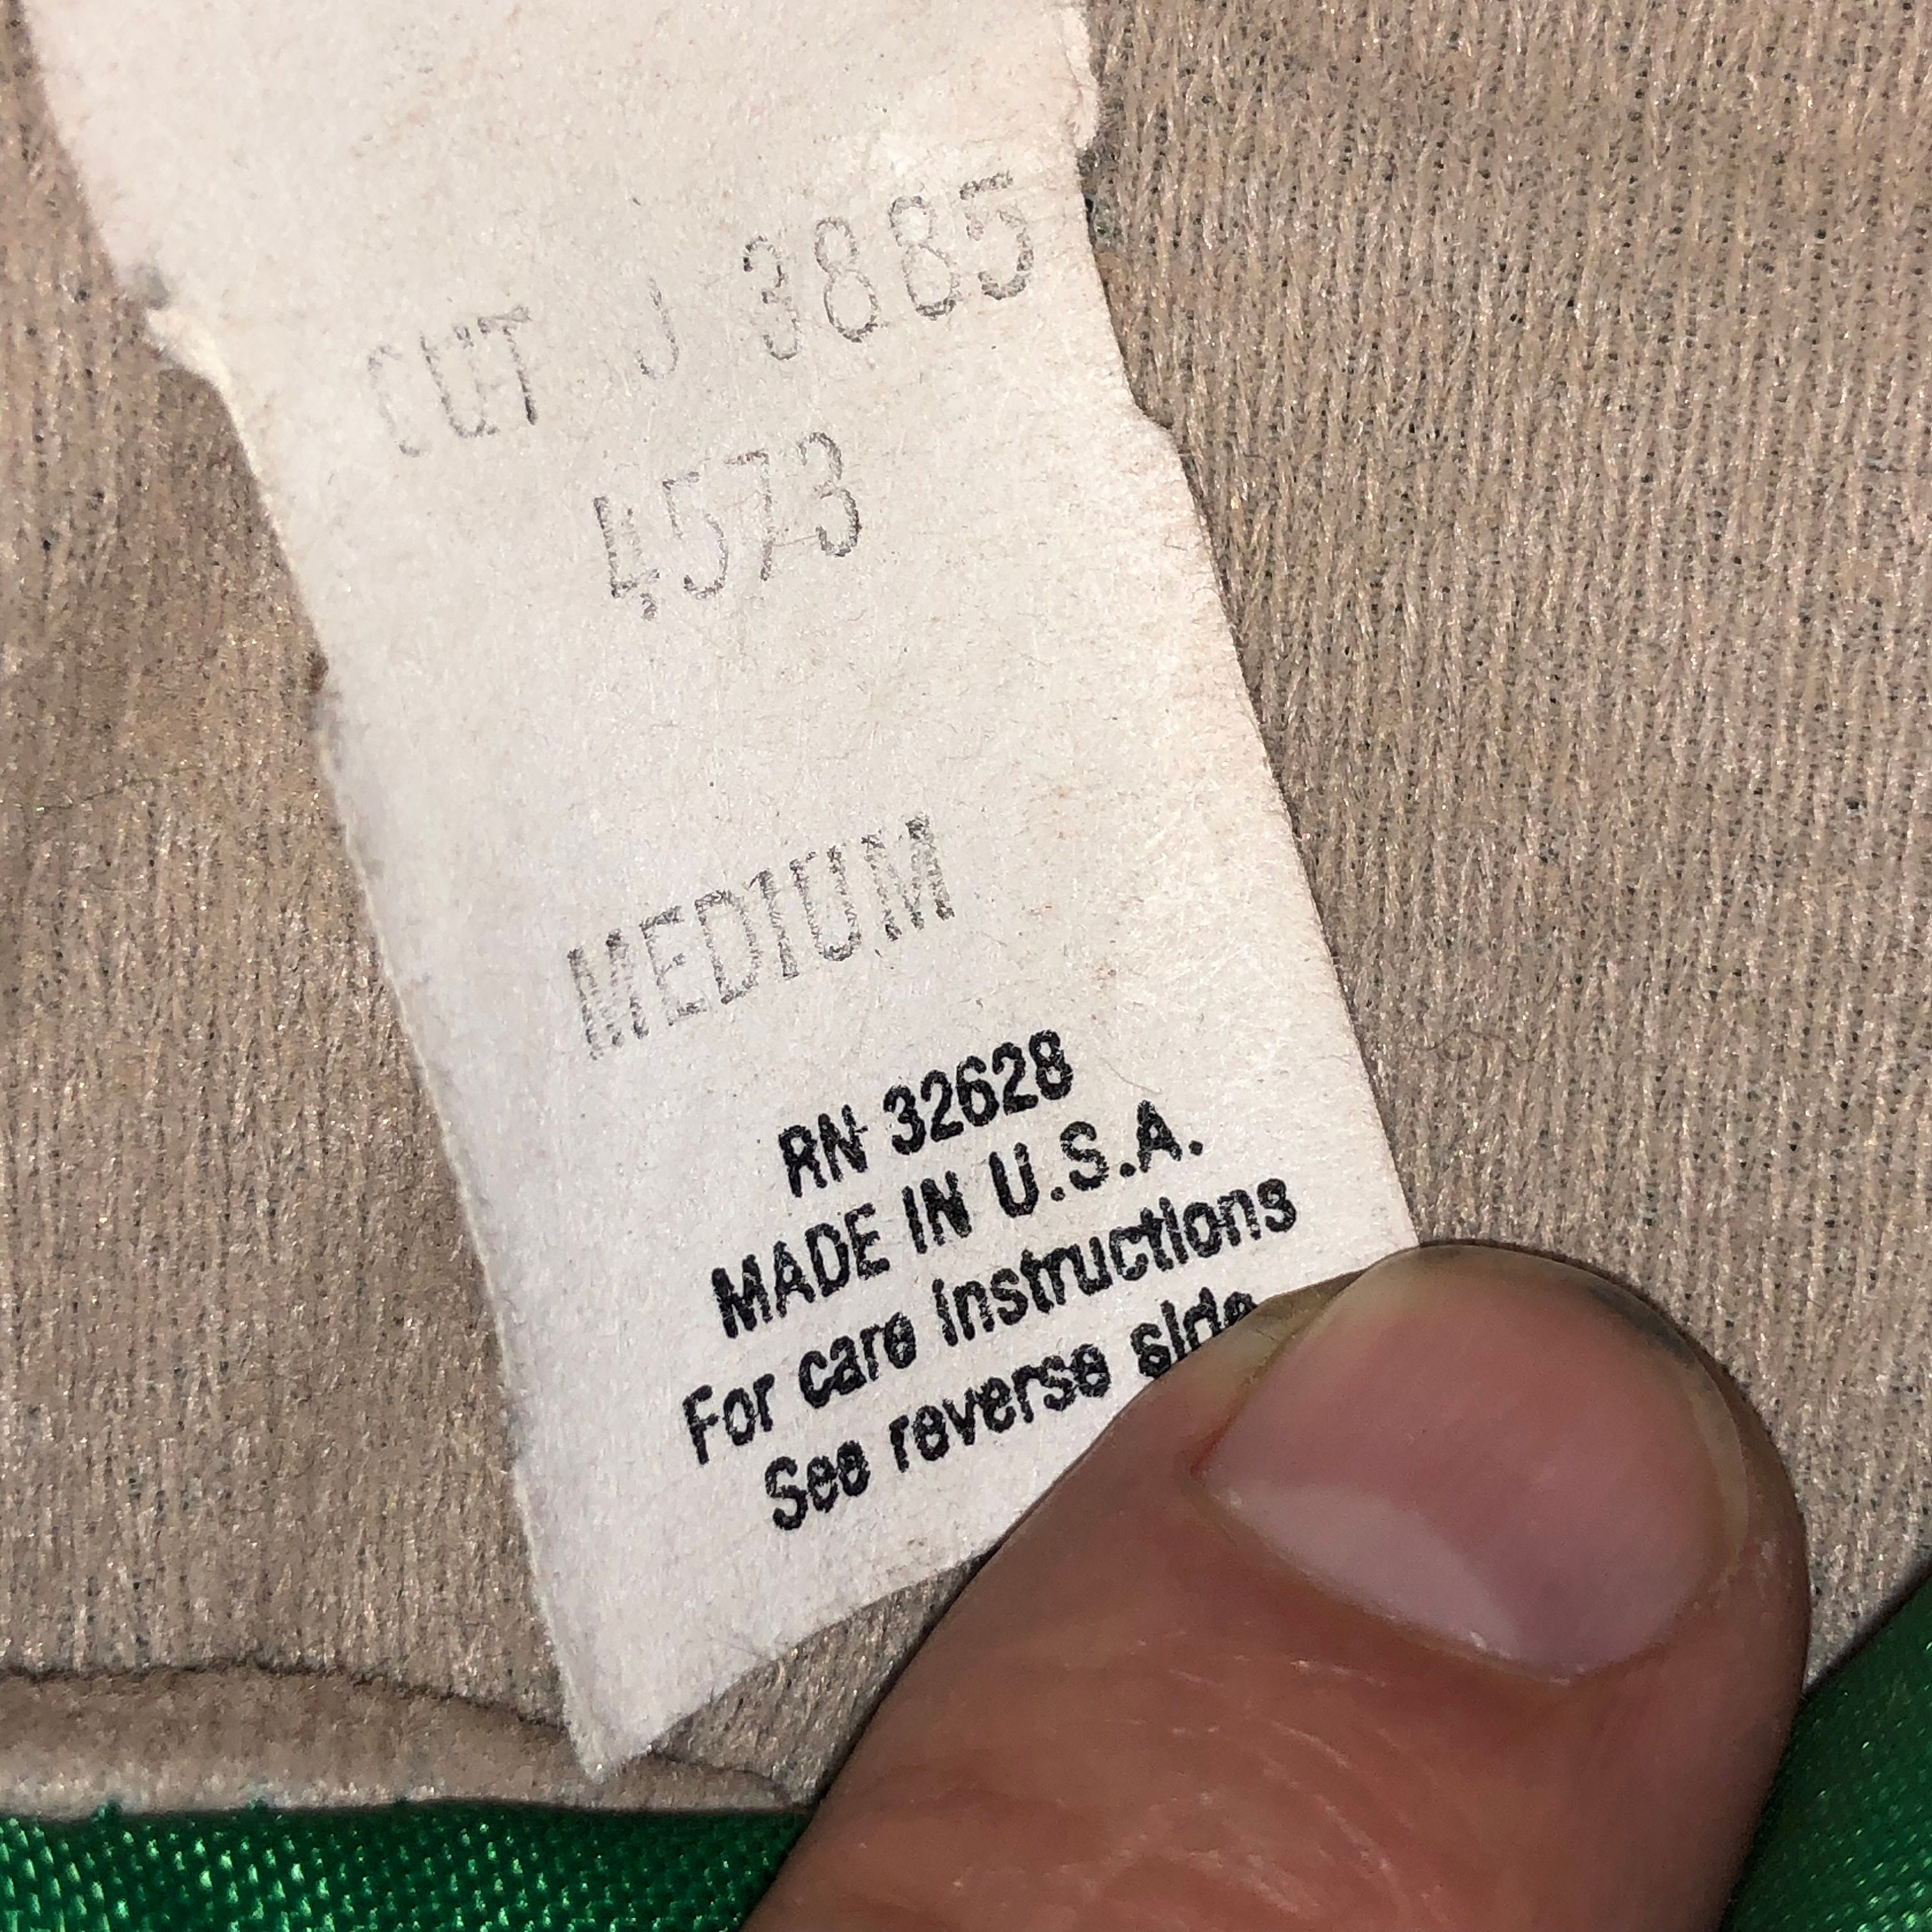 CUT J 3885
4573
MEDIUM
RN 32628
MADE IN U.S.A.
For care instructions
See reverse side